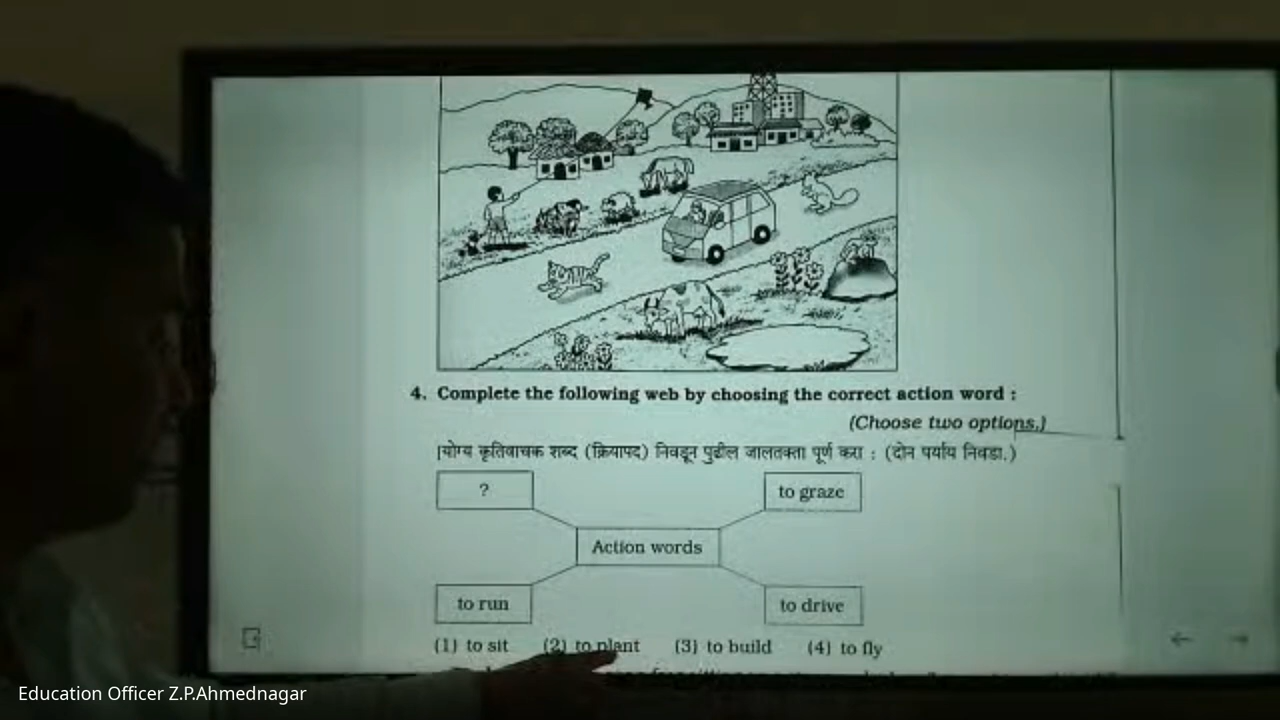 4. Complete the following web by choosing the correct action word :
(Choose two options.)
योग्य कृतिवाचक शब्द (क्रियापद) निवडून पुढील जालतक्ता पूर्ण करा : (दोन पर्याय निवडा.)
? to graze
Action words
to run to drive
(1) to sit (2) to plant (3) to build (4) to fly
Education Officer Z.P.Ahmednagar